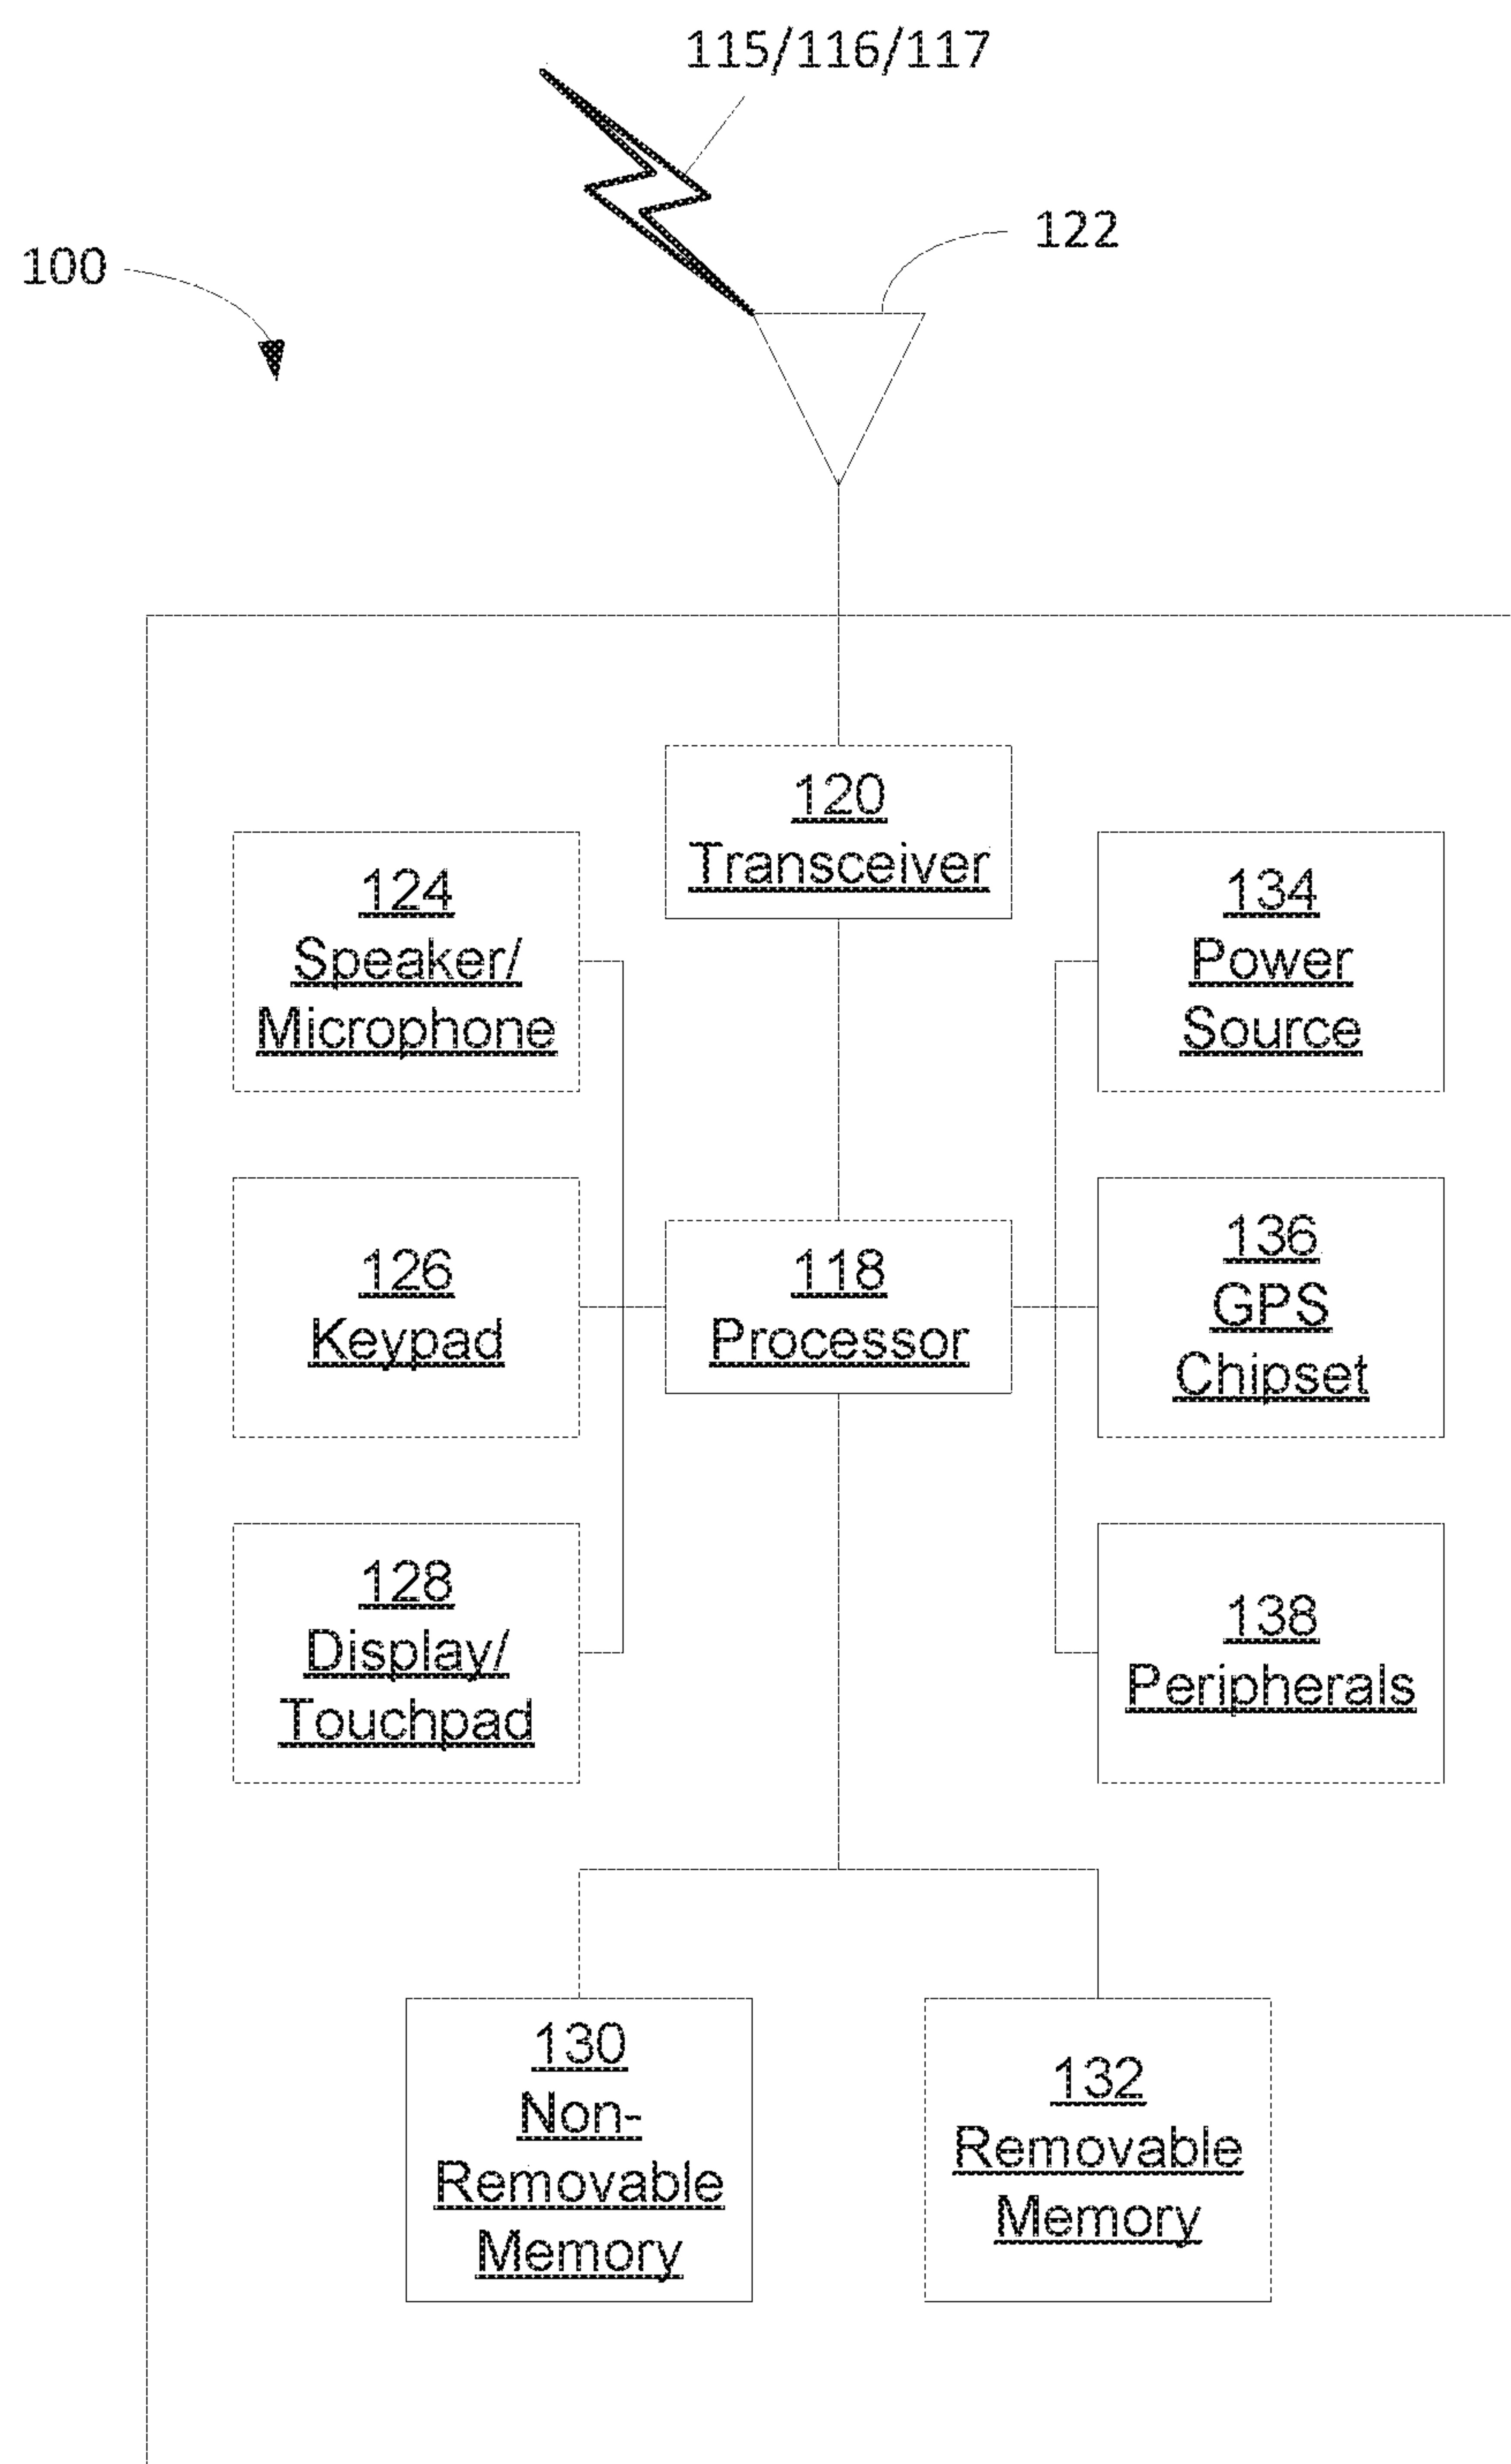 115/116/117
122
100
120
Transceiver
124
Speaker/
Microphone
134
Power
Source
126
Keypad
118
Processor
136
GPS
Chipset
128
Display/
Touchpad
138
Peripherals
130
Non-
Removable
Memory
132
Removable
Memory